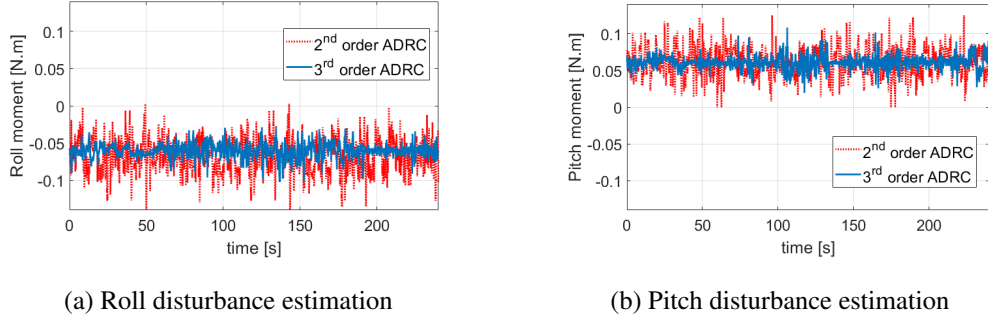 0.1
0.05
0
-0.05
-0.1
Roll moment [N.m]
2nd order ADRC
3rd order ADRC
0 50 100 150 200
time [s]
(a) Roll disturbance estimation
0.1
0.05
0
-0.05
-0.1
Pitch moment [N.m]
2nd order ADRC
3rd order ADRC
0 50 100 150 200
time [s]
(b) Pitch disturbance estimation